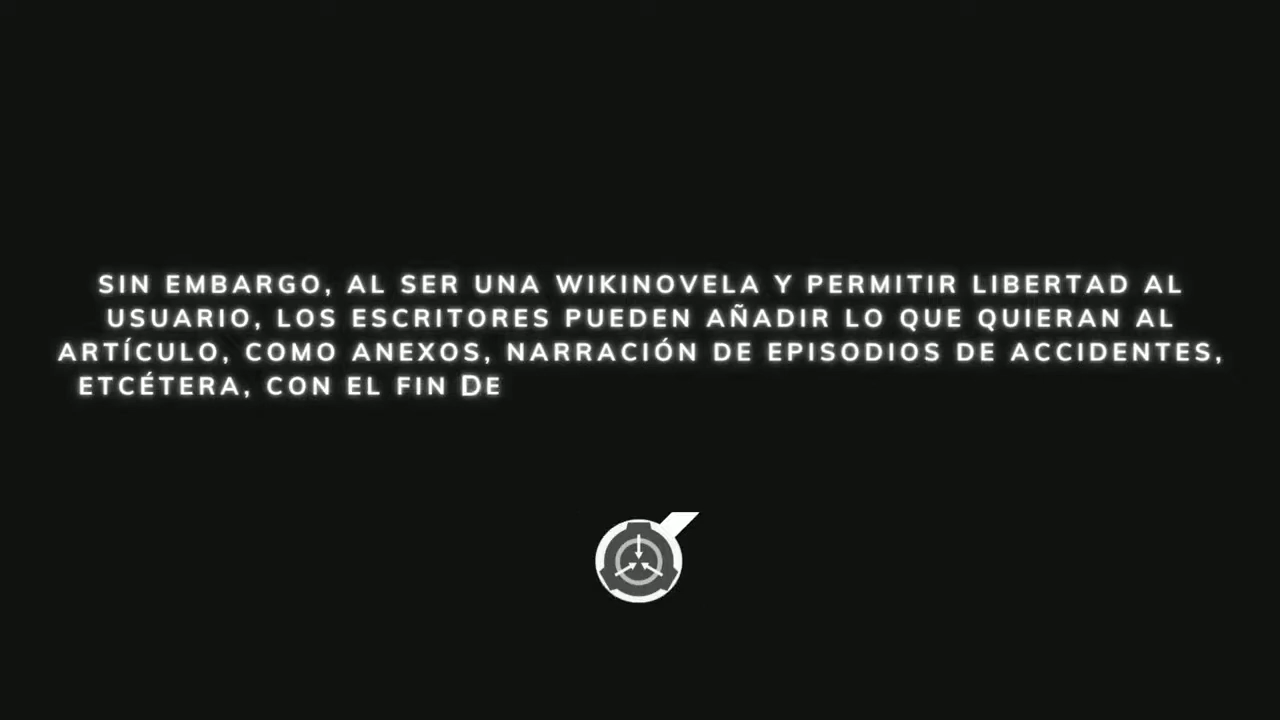 SIN EMBARGO, AL SER UNA WIKINOVELA Y PERMITIR LIBERTAD AL
USUARIO, LOS ESCRITORES PUEDEN AÑADIR LO QUE QUIERAN AL
ARTÍCULO, COMO ANEXOS, NARRACIÓN DE EPISODIOS DE ACCIDENTES,
ETCÉTERA, CON EL FIN DE